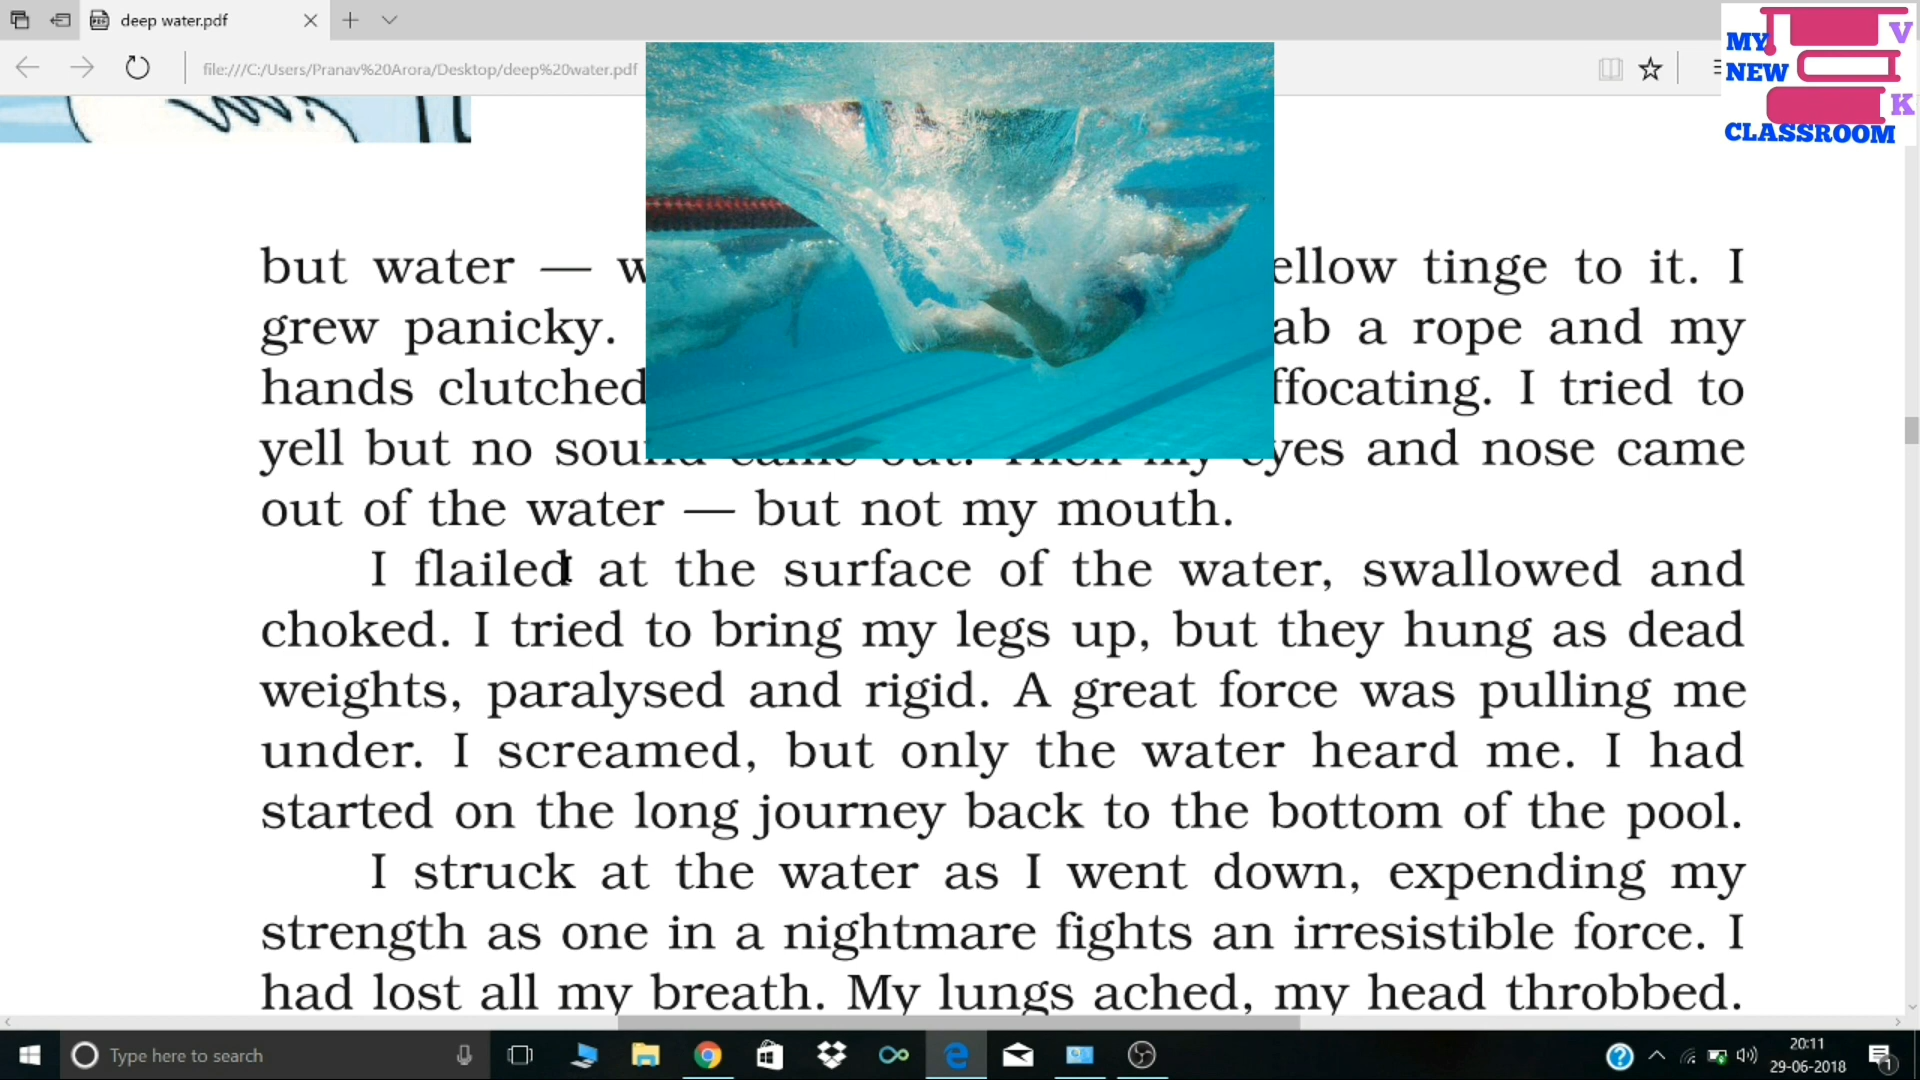 deep water.pdf
file:///C:/Users/Pranav%20Arora/Desktop/deep%20water.pdf
MY
NEW
V
K
CLASSROOM
but water — ellow tinge to it. I
grew panicky. ab a rope and my
hands clutched ffocating. I tried to
yell but no sound came out. Then my eyes and nose came
out of the water — but not my mouth.
I flailed at the surface of the water, swallowed and
choked. I tried to bring my legs up, but they hung as dead
weights, paralysed and rigid. A great force was pulling me
under. I screamed, but only the water heard me. I had
started on the long journey back to the bottom of the pool.
I struck at the water as I went down, expending my
strength as one in a nightmare fights an irresistible force. I
had lost all my breath. My lungs ached, my head throbbed.
Type here to search
20:11
29-06-2018